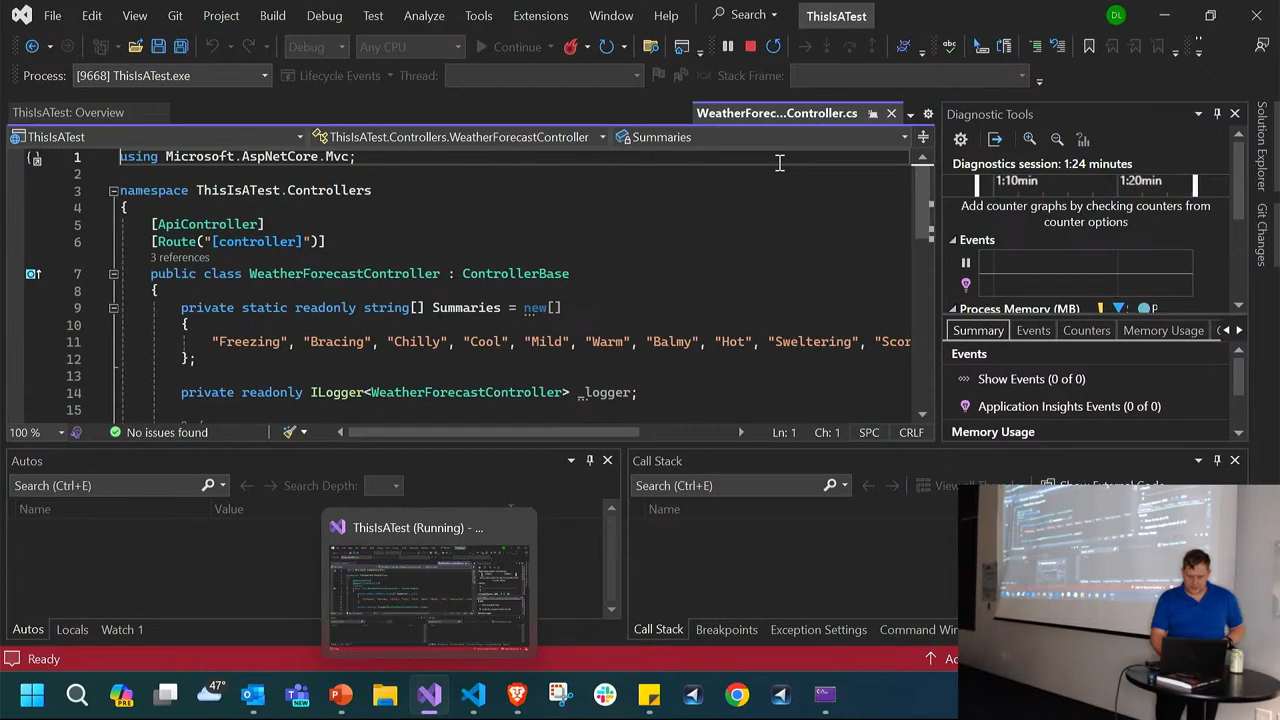 File Edit View Git Project Build Debug Test Analyze Tools Extensions Window Help Search ThisIsATest DL
Debug Any CPU Continue
Process: [9668] ThisIsATest.exe Lifecycle Events Thread: Stack Frame:
ThisIsATest: Overview WeatherForec...Controller.cs
ThisIsATest ThisIsATest.Controllers.WeatherForecastController Summaries
1 using Microsoft.AspNetCore.Mvc;
2
3 namespace ThisIsATest.Controllers
4 {
5 [ApiController]
6 [Route("[controller]")]
3 references
7 public class WeatherForecastController : ControllerBase
8 {
9 private static readonly string[] Summaries = new[]
10 {
11 "Freezing", "Bracing", "Chilly", "Cool", "Mild", "Warm", "Balmy", "Hot", "Sweltering", "Scor
12 };
13
14 private readonly ILogger<WeatherForecastController> _logger;
15
100 % No issues found Ln: 1 Ch: 1 SPC CRLF
Diagnostic Tools
Diagnostics session: 1:24 minutes
1:10min 1:20min
Add counter graphs by checking counters from
counter options
Events
Process Memory (MB)
Summary Events Counters Memory Usage
Events
Show Events (0 of 0)
Application Insights Events (0 of 0)
Memory Usage
Solution Explorer
Git Changes
Autos
Search (Ctrl+E) Search Depth:
Name Value
Autos Locals Watch 1
Call Stack
Search (Ctrl+E)
Name
Call Stack Breakpoints Exception Settings Command Win
ThisIsATest (Running) - ...
Ready
47°
PRE